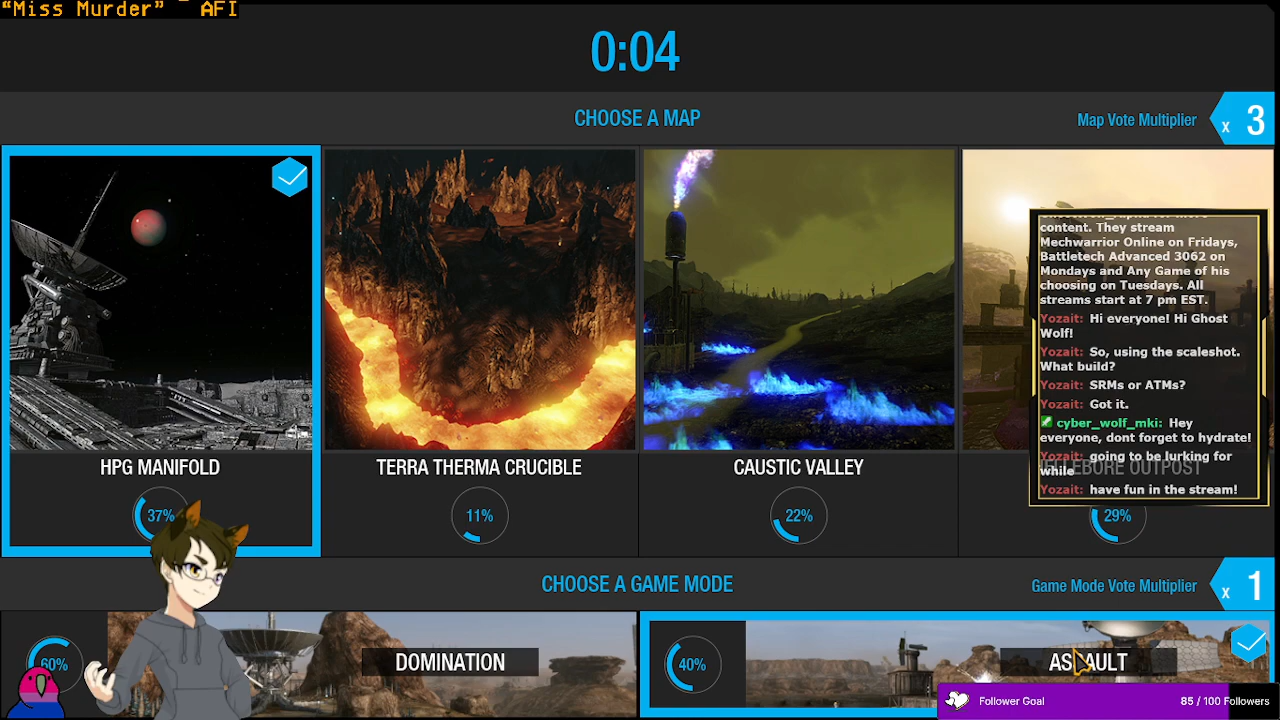 “Miss Murder” ~ AFI
0:04
CHOOSE A MAP
Map Vote Multiplier
x 3
content. They stream
Mechwarrior Online on Fridays,
Battletech Advanced 3062 on
Mondays and Any Game of his
choosing on Tuesdays. All
streams start at 7 pm EST.
Yozait: Hi everyone! Hi Ghost
Wolf!
Yozait: So, using the scaleshot.
What build?
Yozait: SRMs or ATMs?
Yozait: Got it.
cyber_wolf_mki: Hey
everyone, dont forget to hydrate!
Yozait: going to be lurking for
while
Yozait: have fun in the stream!
HPG MANIFOLD
TERRA THERMA CRUCIBLE
CAUSTIC VALLEY
OUTPOST
37%
11%
22%
29%
CHOOSE A GAME MODE
Game Mode Vote Multiplier
x 1
60%
DOMINATION
40%
ASSAULT
Follower Goal
85 / 100 Followers